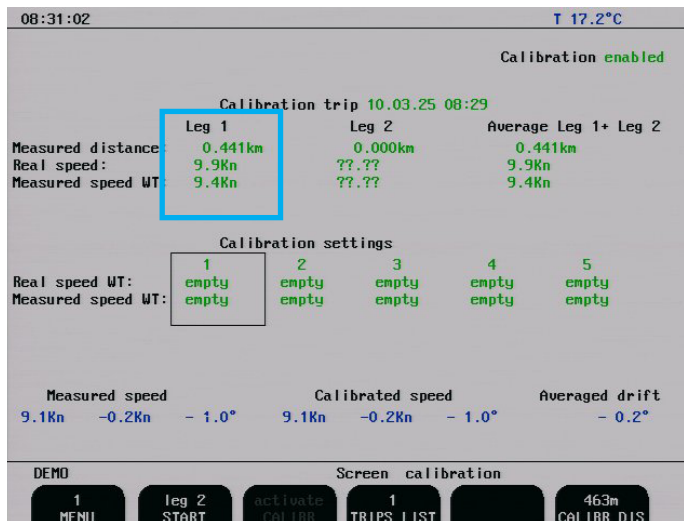 08:31:02 T 17.2°C
Calibration enabled
Calibration trip 10.03.25 08:29
Leg 1 Leg 2 Average Leg 1+ Leg 2
Measured distance: 0.441km 0.000km 0.441km
Real speed: 9.9Kn ??.?? 9.9Kn
Measured speed WT: 9.4Kn ??.?? 9.4Kn
Calibration settings
1 2 3 4 5
Real speed WT: empty empty empty empty empty
Measured speed WT: empty empty empty empty empty
Measured speed Calibrated speed Averaged drift
9.1Kn -0.2Kn - 1.0° 9.1Kn -0.2Kn - 1.0° - 0.2°
DEMO Screen calibration
1 leg 2 activate 1 463m
MENU START CALIBR TRIPS LIST CALIBR DIS